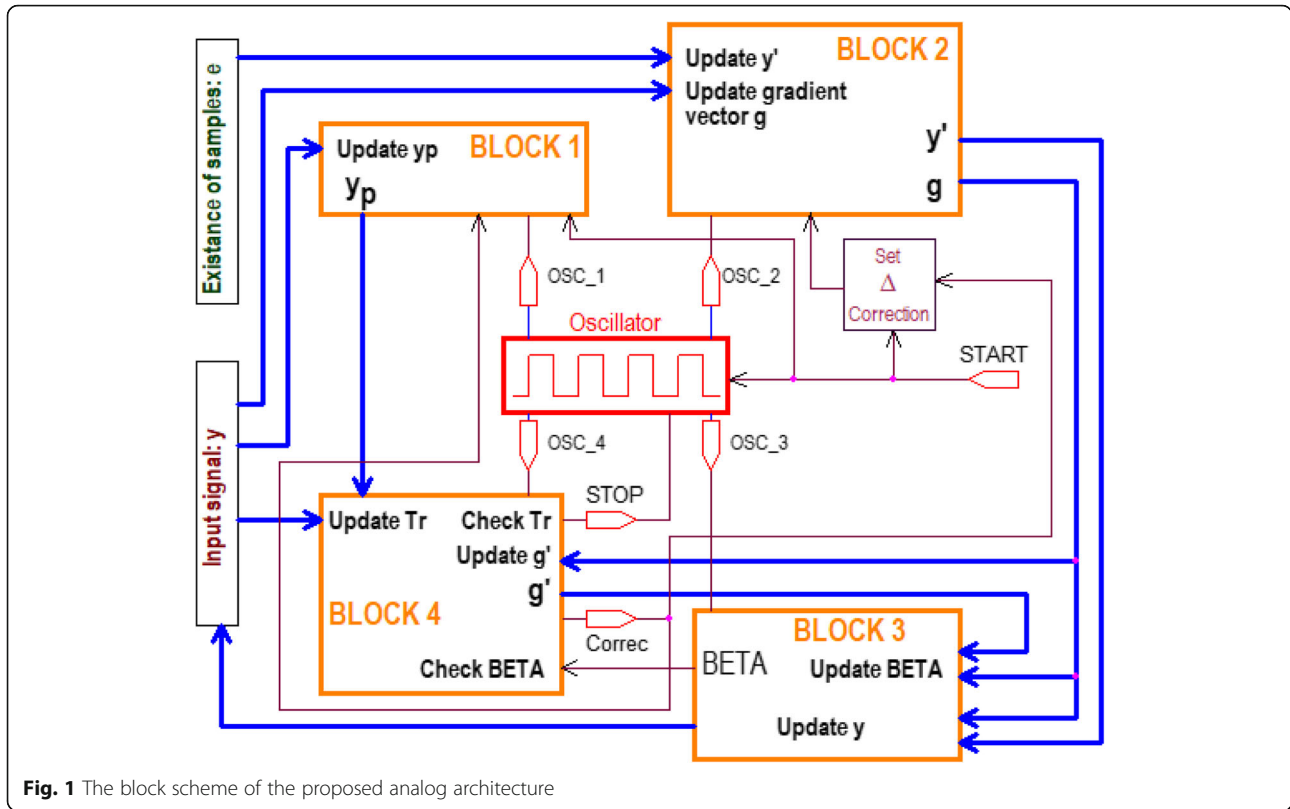 Existance of samples: e
Input signal: y
BLOCK 1
Update yp
yp
BLOCK 2
Update y'
Update gradient
vector g
y'
g
OSC_1
OSC_2
Set
Δ
Correction
Oscillator
START
OSC_4
OSC_3
STOP
Update Tr
Check Tr
Update g'
g'
BLOCK 4
Correc
Check BETA
BLOCK 3
BETA
Update BETA
Update y
Fig. 1 The block scheme of the proposed analog architecture